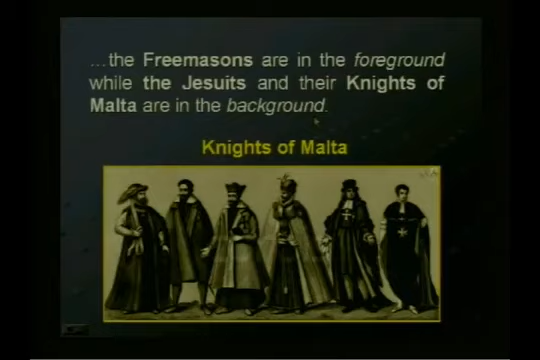 …the Freemasons are in the foreground
while the Jesuits and their Knights of
Malta are in the background.
Knights of Malta